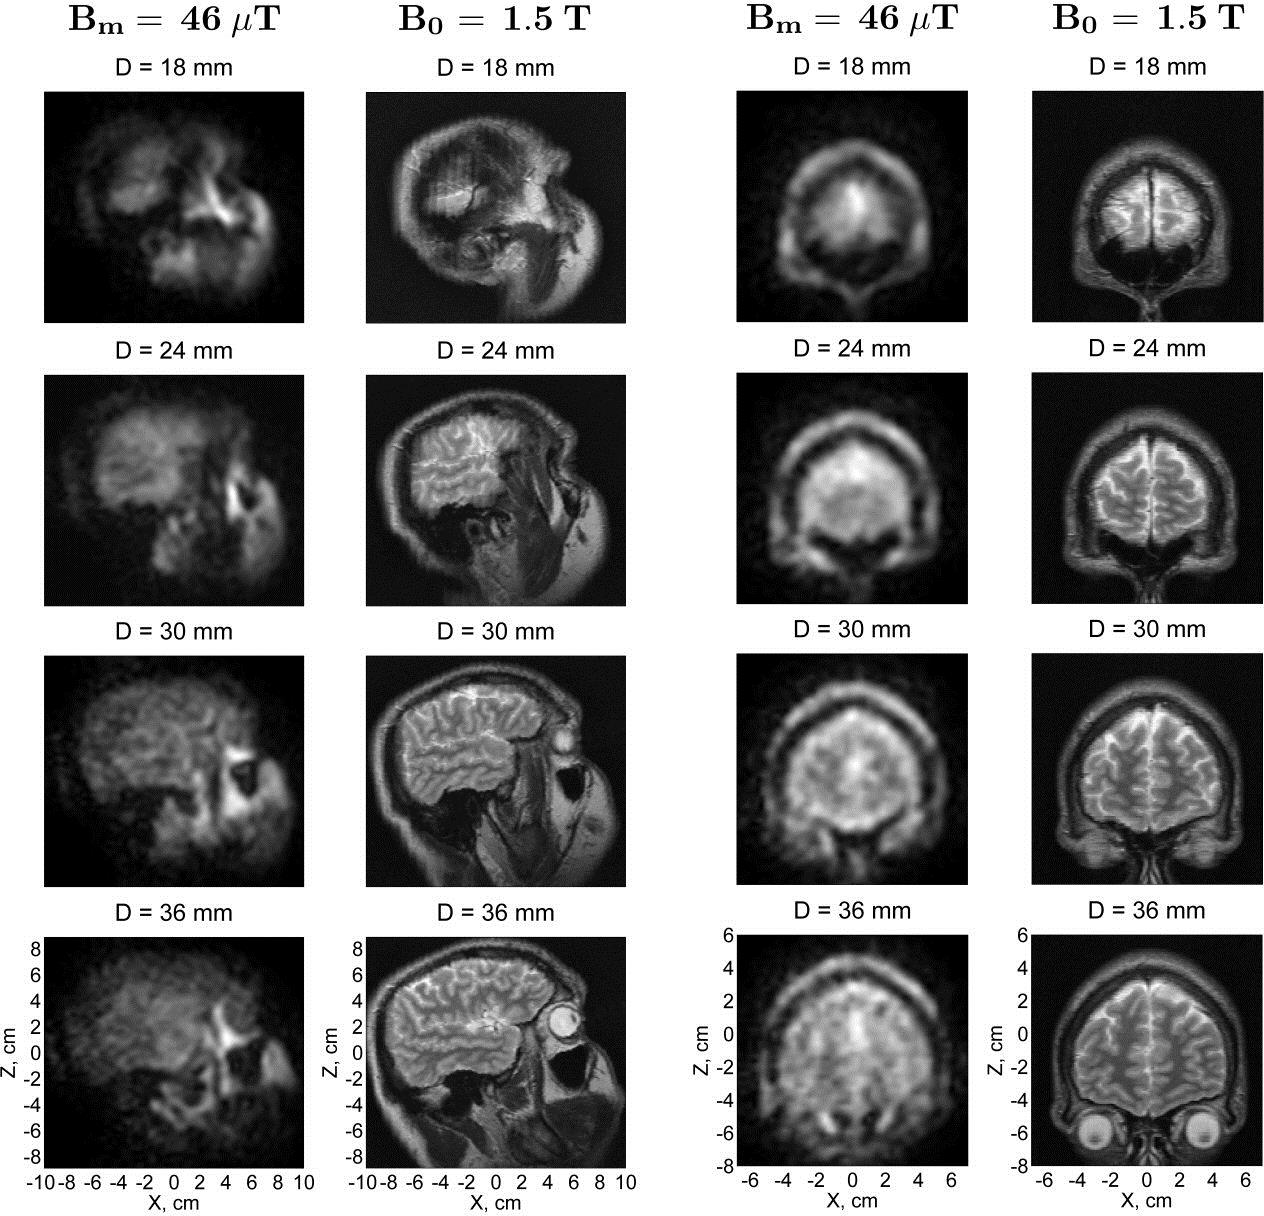 Bm = 46 μT B0 = 1.5 T Bm = 46 μT B0 = 1.5 T
D = 18 mm D = 18 mm D = 18 mm D = 18 mm
D = 24 mm D = 24 mm D = 24 mm D = 24 mm
D = 30 mm D = 30 mm D = 30 mm D = 30 mm
D = 36 mm D = 36 mm D = 36 mm D = 36 mm
8
6
4
2
0
-2
-4
-6
-8
Z, cm
-10 -8 -6 -4 -2 0 2 4 6 8 10
X, cm
8
6
4
2
0
-2
-4
-6
-8
Z, cm
-10 -8 -6 -4 -2 0 2 4 6 8 10
X, cm
6
4
2
0
-2
-4
-6
-8
Z, cm
-6 -4 -2 0 2 4 6
X, cm
6
4
2
0
-2
-4
-6
-8
Z, cm
-6 -4 -2 0 2 4 6
X, cm